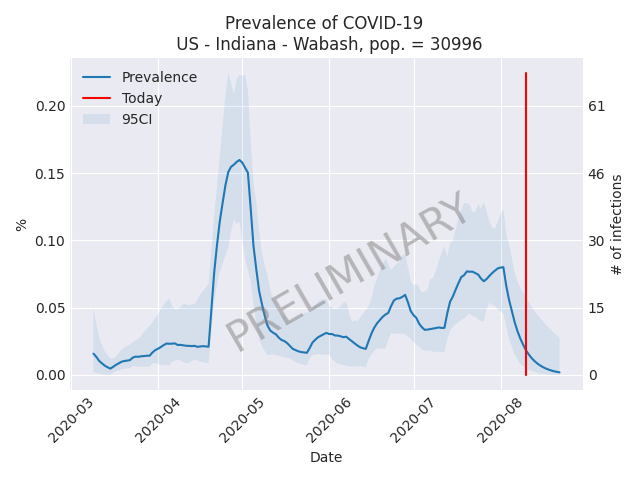 Prevalence of COVID-19
US - Indiana - Wabash, pop. = 30996
Prevalence
Today
95CI
0.20
0.15
0.10
0.05
0.00
%
61
46
30
15
0
# of infections
PRELIMINARY
2020-03
2020-04
2020-05
2020-06
2020-07
2020-08
Date